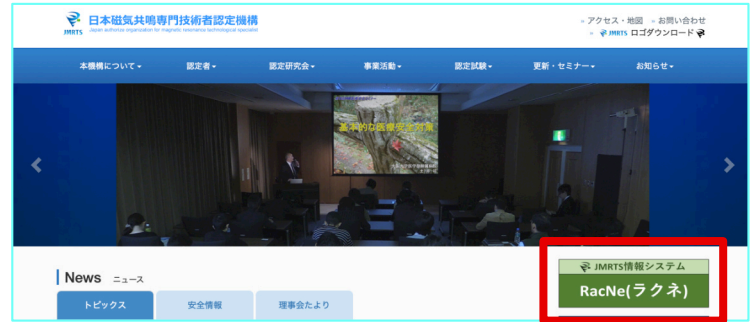 日本磁気共鳴専門技術者認定機構
JMRTS Japan authorize organization for magnetic resonance technological specialist
» アクセス・地図 » お問い合わせ
» JMRTS ロゴダウンロード
本機構について 認定者 認定研究会 事業活動 認定試験 更新・セミナー お知らせ
基本的な医療安全対策
News ニュース
JMRTS情報システム
RacNe(ラクネ)
トピックス 安全情報 理事会たより